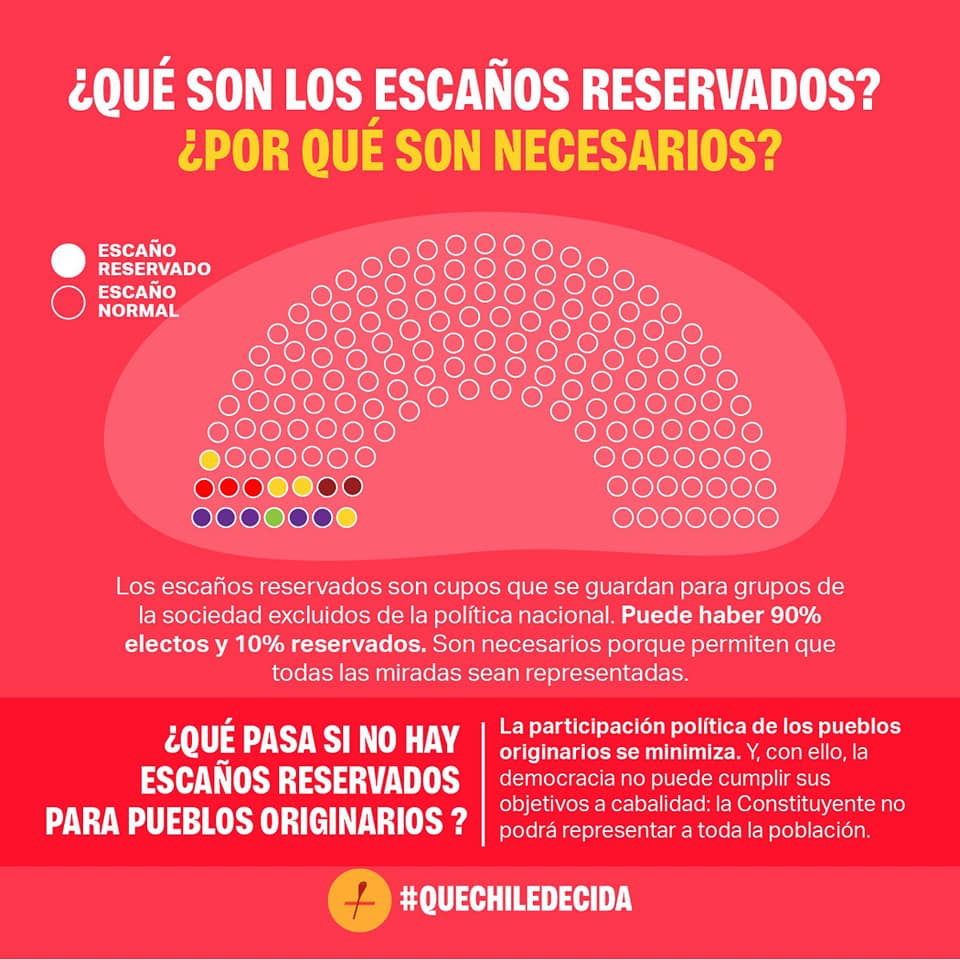 ¿QUÉ SON LOS ESCAÑOS RESERVADOS?
¿POR QUÉ SON NECESARIOS?
ESCAÑO
RESERVADO
ESCAÑO
NORMAL
Los escaños reservados son cupos que se guardan para grupos de
la sociedad excluidos de la política nacional. Puede haber 90%
electos y 10% reservados. Son necesarios porque permiten que
todas las miradas sean representadas.
¿QUÉ PASA SI NO HAY
ESCAÑOS RESERVADOS
PARA PUEBLOS ORIGINARIOS ?
La participación política de los pueblos
originarios se minimiza. Y, con ello, la
democracia no puede cumplir sus
objetivos a cabalidad: la Constituyente no
podrá representar a toda la población.
#QUECHILEDECIDA